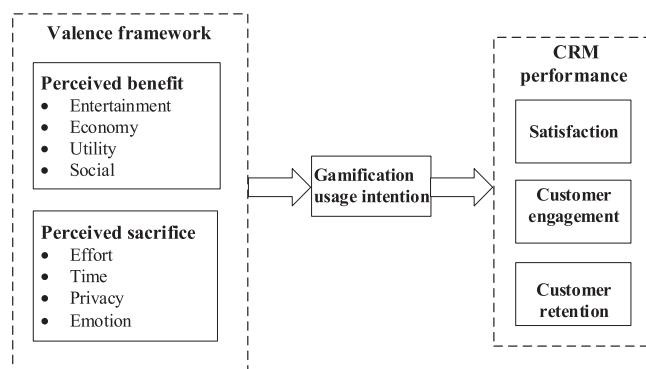 Valence framework
Perceived benefit
• Entertainment
• Economy
• Utility
• Social
Perceived sacrifice
• Effort
• Time
• Privacy
• Emotion
Gamification
usage intention
CRM
performance
Satisfaction
Customer
engagement
Customer
retention